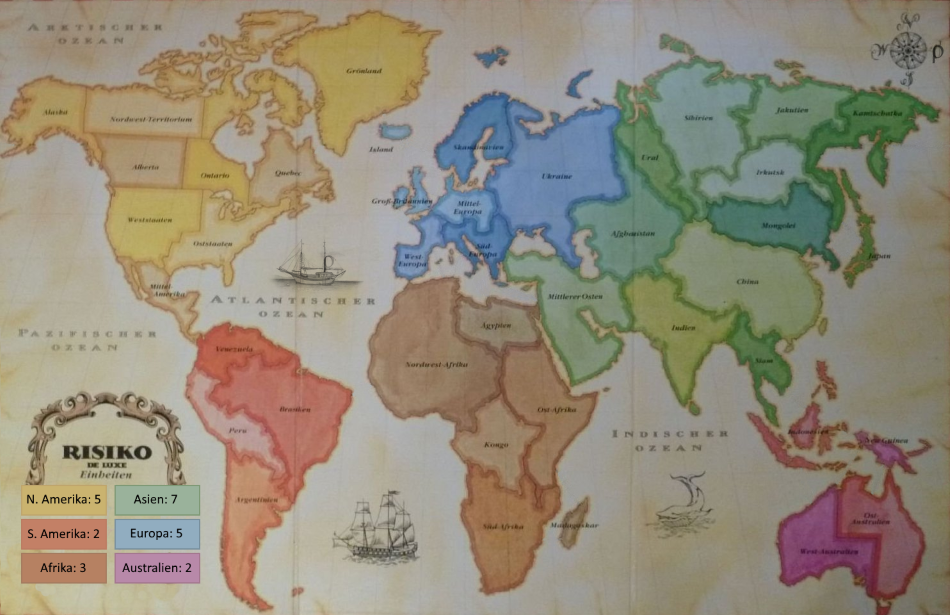 ARKTISCHER
OZEAN
N
W
S
Grönland
Alaska
Nordwest-Territorium
Alberta
Ontario
Quebec
Weststaaten
Oststaaten
Mittel-
Amerika
Island
Skandinavien
Groß-Britannien
Mittel-
Europa
Ukraine
West-
Europa
Süd-
Europa
Ural
Sibirien
Jakutien
Kamtschatka
Irkutsk
Mongolei
Japan
Afghanistan
China
Mittlerer Osten
Indien
Siam
ATLANTISCHER
OZEAN
PAZIFISCHER
OZEAN
Venezuela
Brasilien
Peru
Argentinien
Ägypten
Nordwest-Afrika
Ost-Afrika
Kongo
Süd-Afrika
Madagaskar
INDISCHER
OZEAN
Indonesien
Neu-Guinea
Ost-
Australien
West-Australien
RISIKO
DE LUXE
Einheiten
N. Amerika: 5
Asien: 7
S. Amerika: 2
Europa: 5
Afrika: 3
Australien: 2